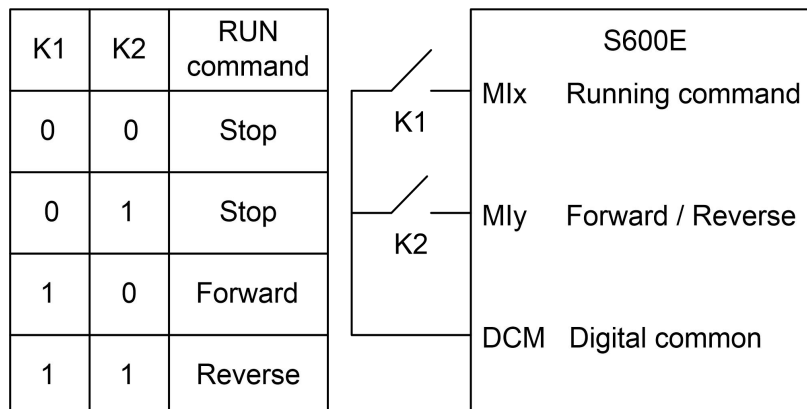 K1 K2 RUN command
0 0 Stop
0 1 Stop
1 0 Forward
1 1 Reverse
S600E
K1
MIx Running command
K2
MIy Forward / Reverse
DCM Digital common